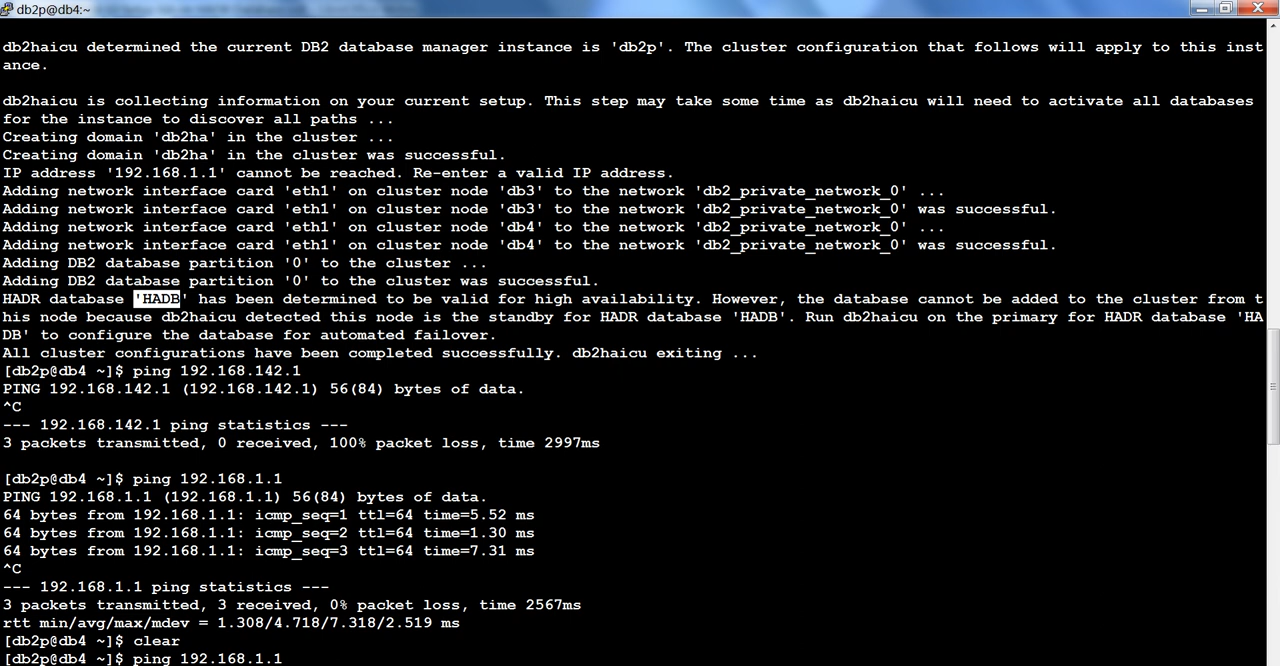 db2p@db4:~
db2haicu determined the current DB2 database manager instance is 'db2p'. The cluster configuration that follows will apply to this inst
ance.
db2haicu is collecting information on your current setup. This step may take some time as db2haicu will need to activate all databases
for the instance to discover all paths ...
Creating domain 'db2ha' in the cluster ...
Creating domain 'db2ha' in the cluster was successful.
IP address '192.168.1.1' cannot be reached. Re-enter a valid IP address.
Adding network interface card 'eth1' on cluster node 'db3' to the network 'db2_private_network_0' ...
Adding network interface card 'eth1' on cluster node 'db3' to the network 'db2_private_network_0' was successful.
Adding network interface card 'eth1' on cluster node 'db4' to the network 'db2_private_network_0' ...
Adding network interface card 'eth1' on cluster node 'db4' to the network 'db2_private_network_0' was successful.
Adding DB2 database partition '0' to the cluster ...
Adding DB2 database partition '0' to the cluster was successful.
HADR database 'HADB' has been determined to be valid for high availability. However, the database cannot be added to the cluster from t
his node because db2haicu detected this node is the standby for HADR database 'HADB'. Run db2haicu on the primary for HADR database 'HA
DB' to configure the database for automated failover.
All cluster configurations have been completed successfully. db2haicu exiting ...
[db2p@db4 ~]$ ping 192.168.142.1
PING 192.168.142.1 (192.168.142.1) 56(84) bytes of data.
^C
--- 192.168.142.1 ping statistics ---
3 packets transmitted, 0 received, 100% packet loss, time 2997ms
[db2p@db4 ~]$ ping 192.168.1.1
PING 192.168.1.1 (192.168.1.1) 56(84) bytes of data.
64 bytes from 192.168.1.1: icmp_seq=1 ttl=64 time=5.52 ms
64 bytes from 192.168.1.1: icmp_seq=2 ttl=64 time=1.30 ms
64 bytes from 192.168.1.1: icmp_seq=3 ttl=64 time=7.31 ms
^C
--- 192.168.1.1 ping statistics ---
3 packets transmitted, 3 received, 0% packet loss, time 2567ms
rtt min/avg/max/mdev = 1.308/4.718/7.318/2.519 ms
[db2p@db4 ~]$ clear
[db2p@db4 ~]$ ping 192.168.1.1